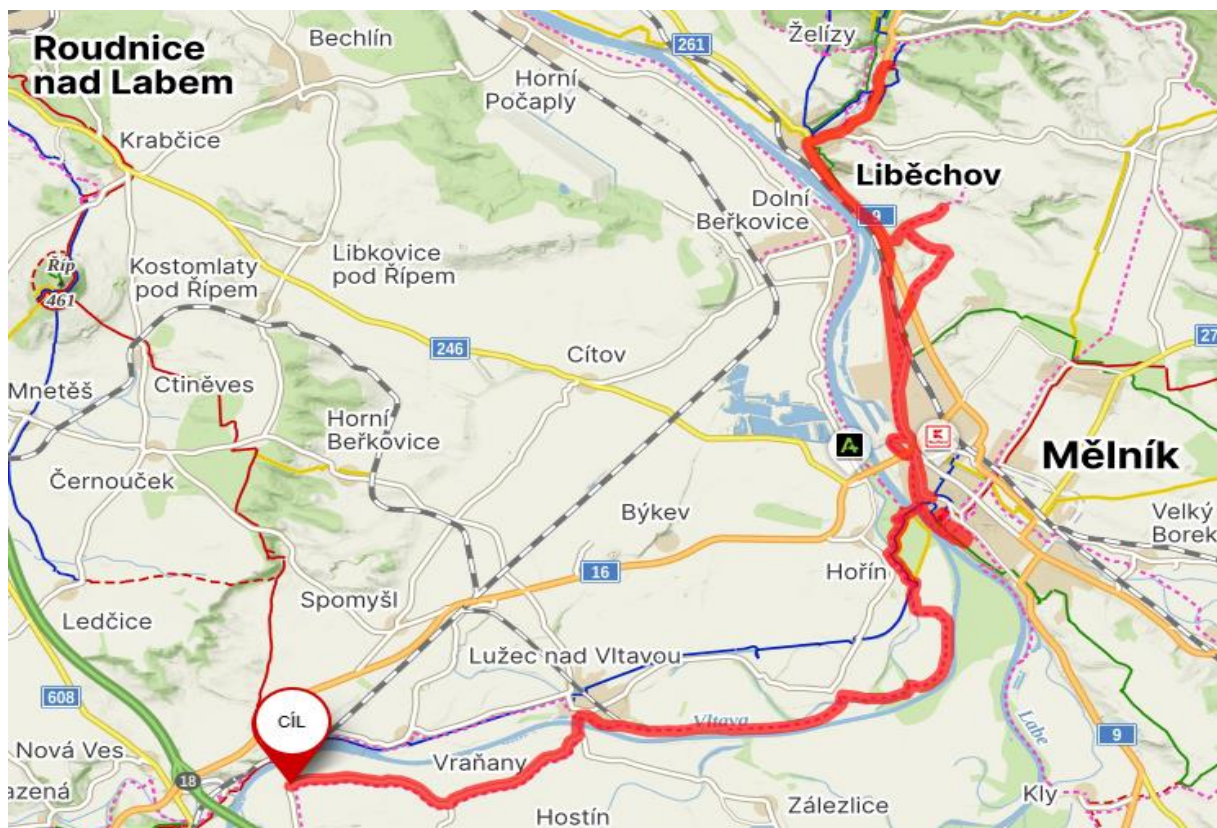 Roudnice
nad Labem
Bechlín
261
Želízy
Horní
Počaply
Krabčice
Liběchov
Dolní
Beřkovice
9
Libkovice
pod Řípem
Kostomlaty
pod Řípem
Říp
461
246
Cítov
27
Mnetěš
Ctiněves
Horní
Beřkovice
A
K
Mělník
Černouček
Býkev
Velký
Borek
16
Hořín
Spomyšl
Ledčice
Lužec nad Vltavou
608
CÍL
Vltava
Labe
9
Nová Ves
Vraňany
18
azená
Hostín
Zálezlice
Kly